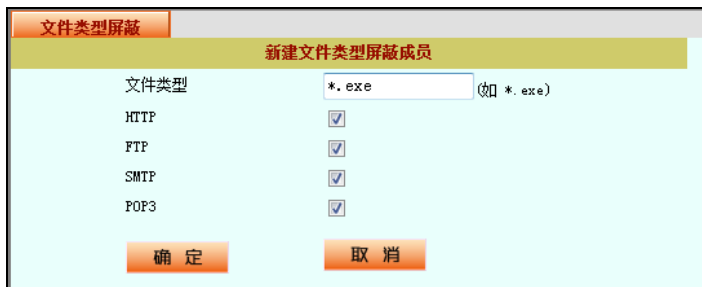 文件类型屏蔽
新建文件类型屏蔽成员
文件类型 *.exe (如 *.exe)
HTTP
FTP
SMTP
POP3
确 定 取 消